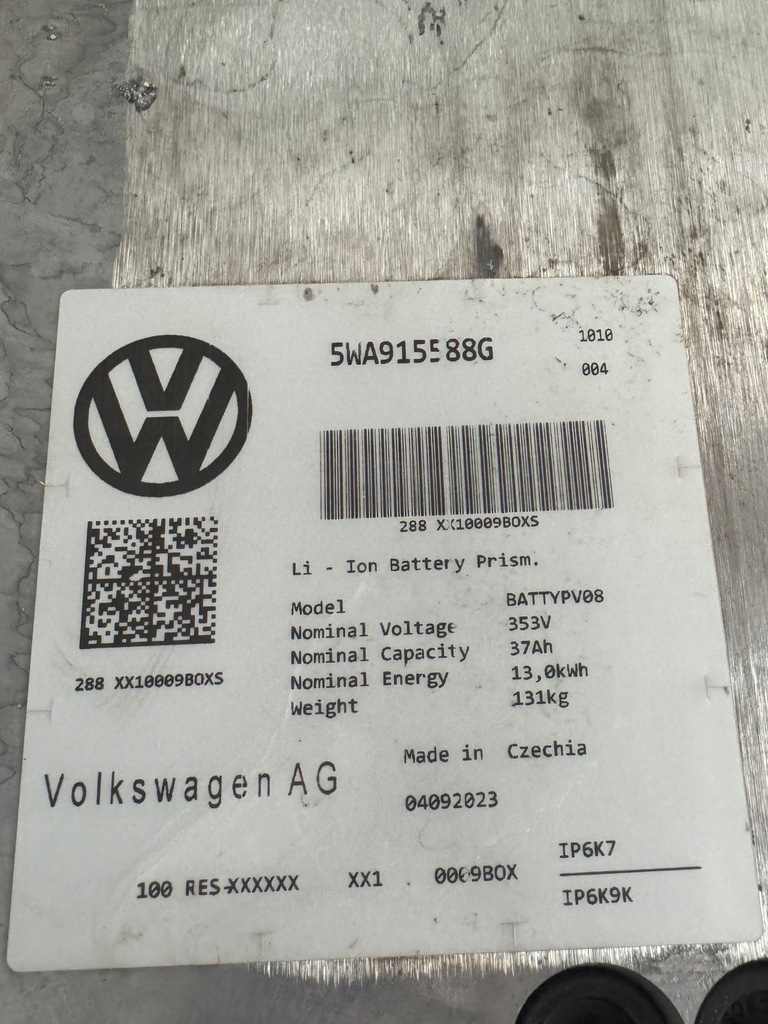 5WA915588G
1010
004
288 XX10009BOXS
Li - Ion Battery Prism.
Model BATTYPV08
Nominal Voltage 353V
Nominal Capacity 37Ah
Nominal Energy 13,0kWh
Weight 131kg
288 XX10009BOXS
Made in Czechia
Volkswagen AG
04092023
100 RES-XXXXXX XX1 0009BOX
IP6K7
IP6K9K